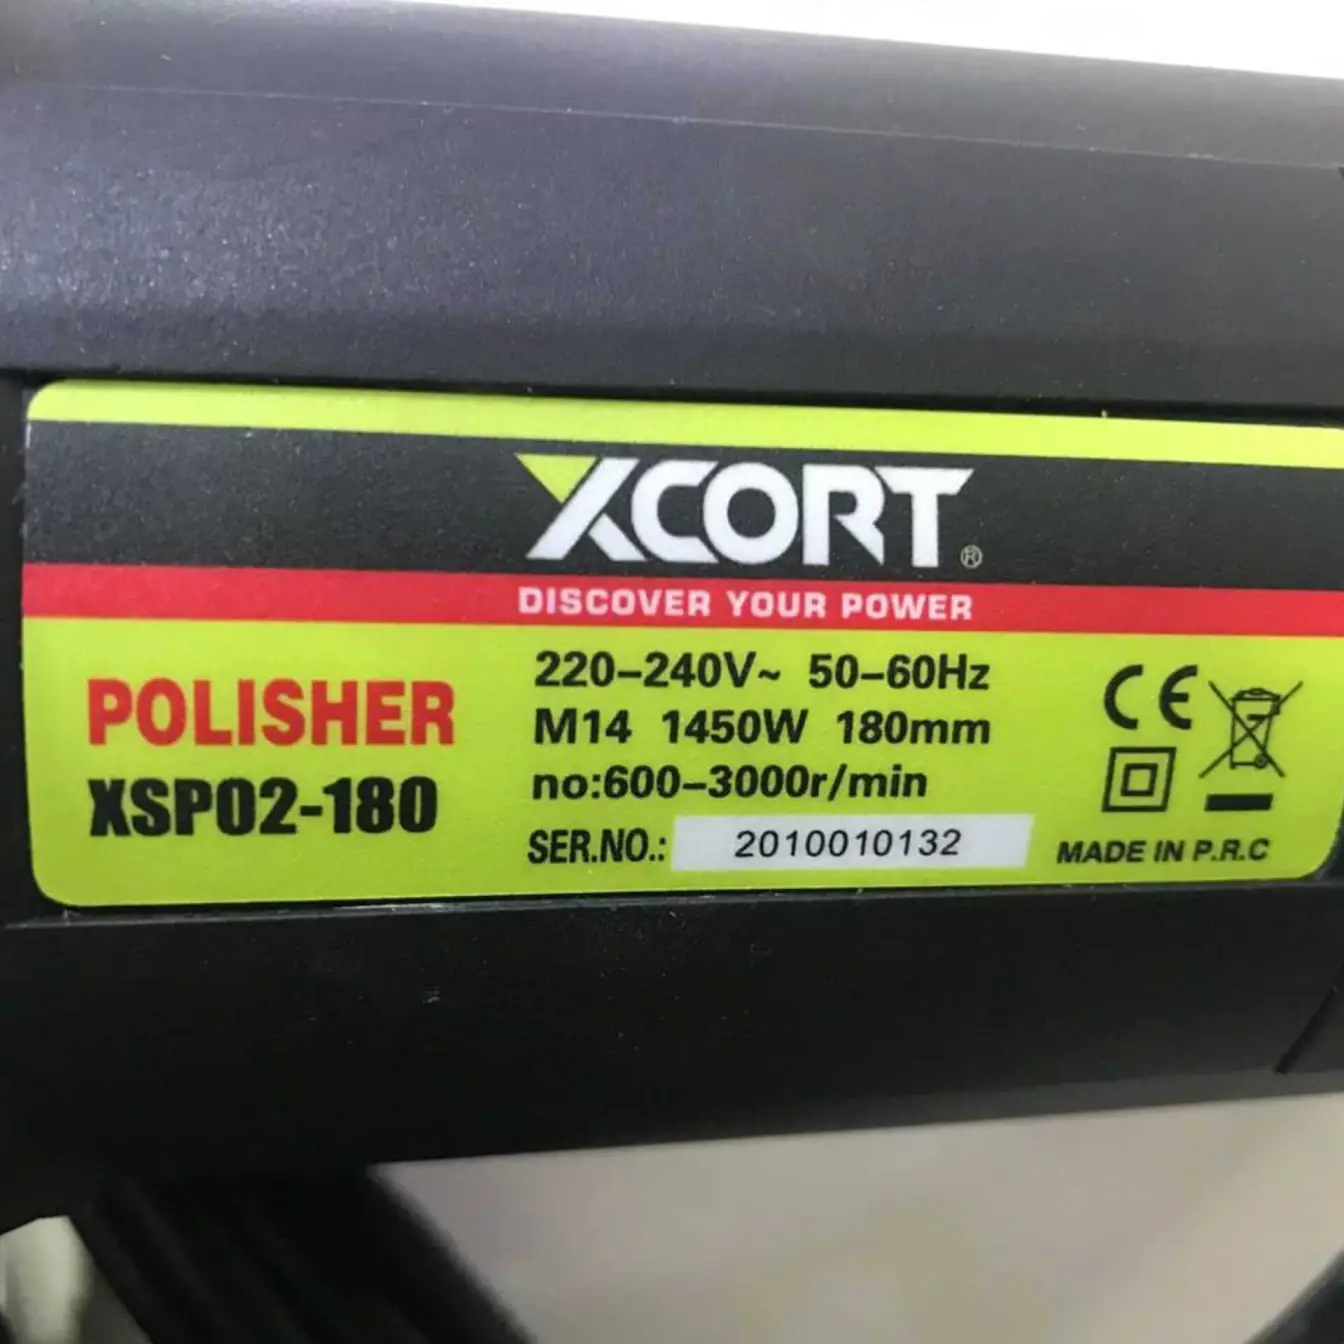 XCORT®
DISCOVER YOUR POWER
POLISHER
XSP02-180
220-240V~ 50-60Hz
M14 1450W 180mm
no:600-3000r/min
SER.NO.: 2010010132
CE
MADE IN P.R.C